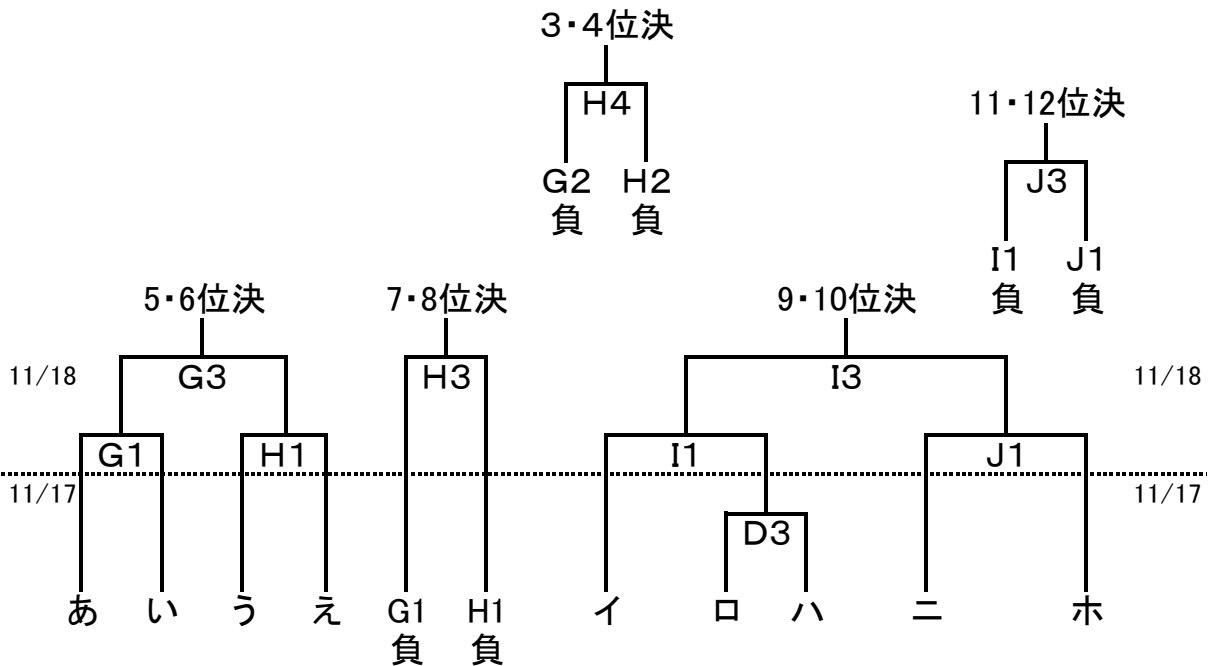 3・4位決
H4
11・12位決
G2 H2
負 負
J3
I1 J1
負 負
5・6位決 7・8位決 9・10位決
11/18 G3 H3 I3 11/18
G1 H1 I1 J1
11/17 11/17
D3
あ い う え G1 H1 イ ロ ハ ニ ホ
負 負